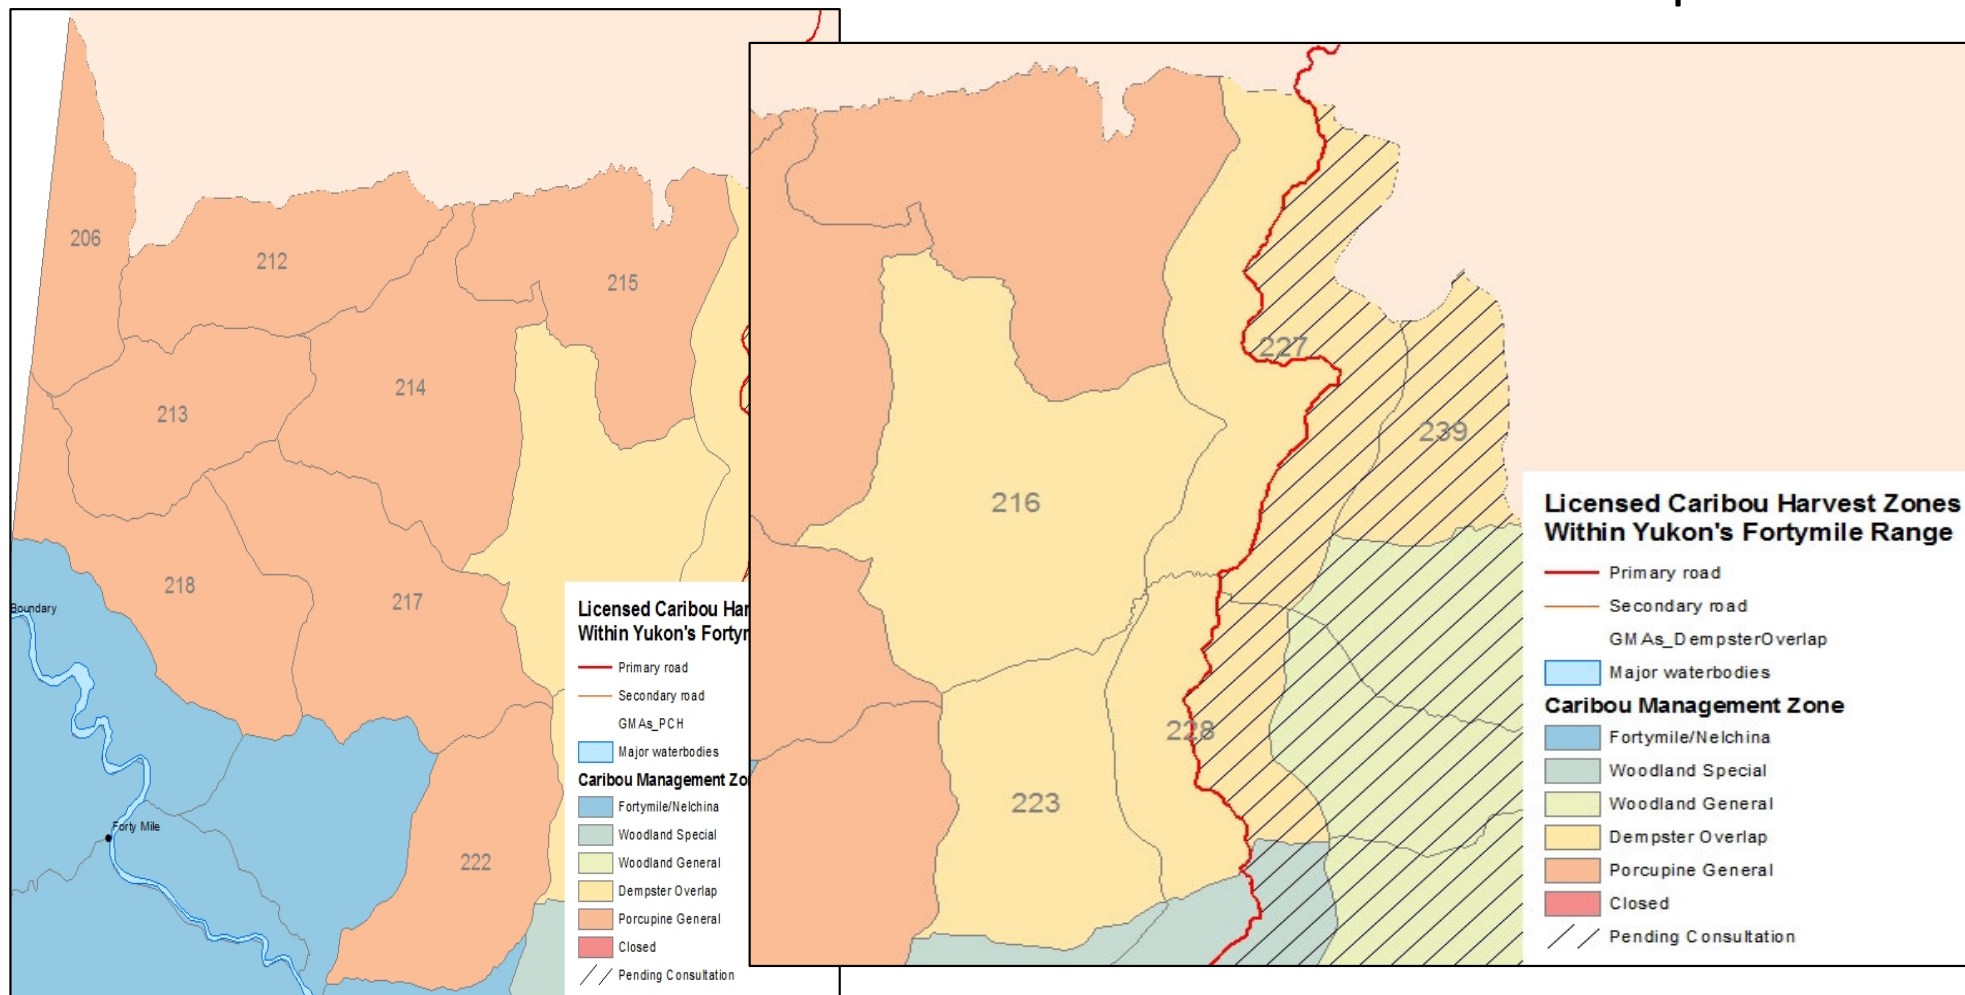 206
212
215
214
213
218
217
222
Boundary
Forty Mile
Licensed Caribou Har
Within Yukon's Fortyr
Primary road
Secondary road
GMAs_PCH
Major waterbodies
Caribou Management Zo
Fortymile/Nelchina
Woodland Special
Woodland General
Dempster Overlap
Porcupine General
Closed
Pending Consultation
227
239
216
228
223
Licensed Caribou Harvest Zones
Within Yukon's Fortymile Range
Primary road
Secondary road
GMAs_DempsterOverlap
Major waterbodies
Caribou Management Zone
Fortymile/Nelchina
Woodland Special
Woodland General
Dempster Overlap
Porcupine General
Closed
Pending Consultation